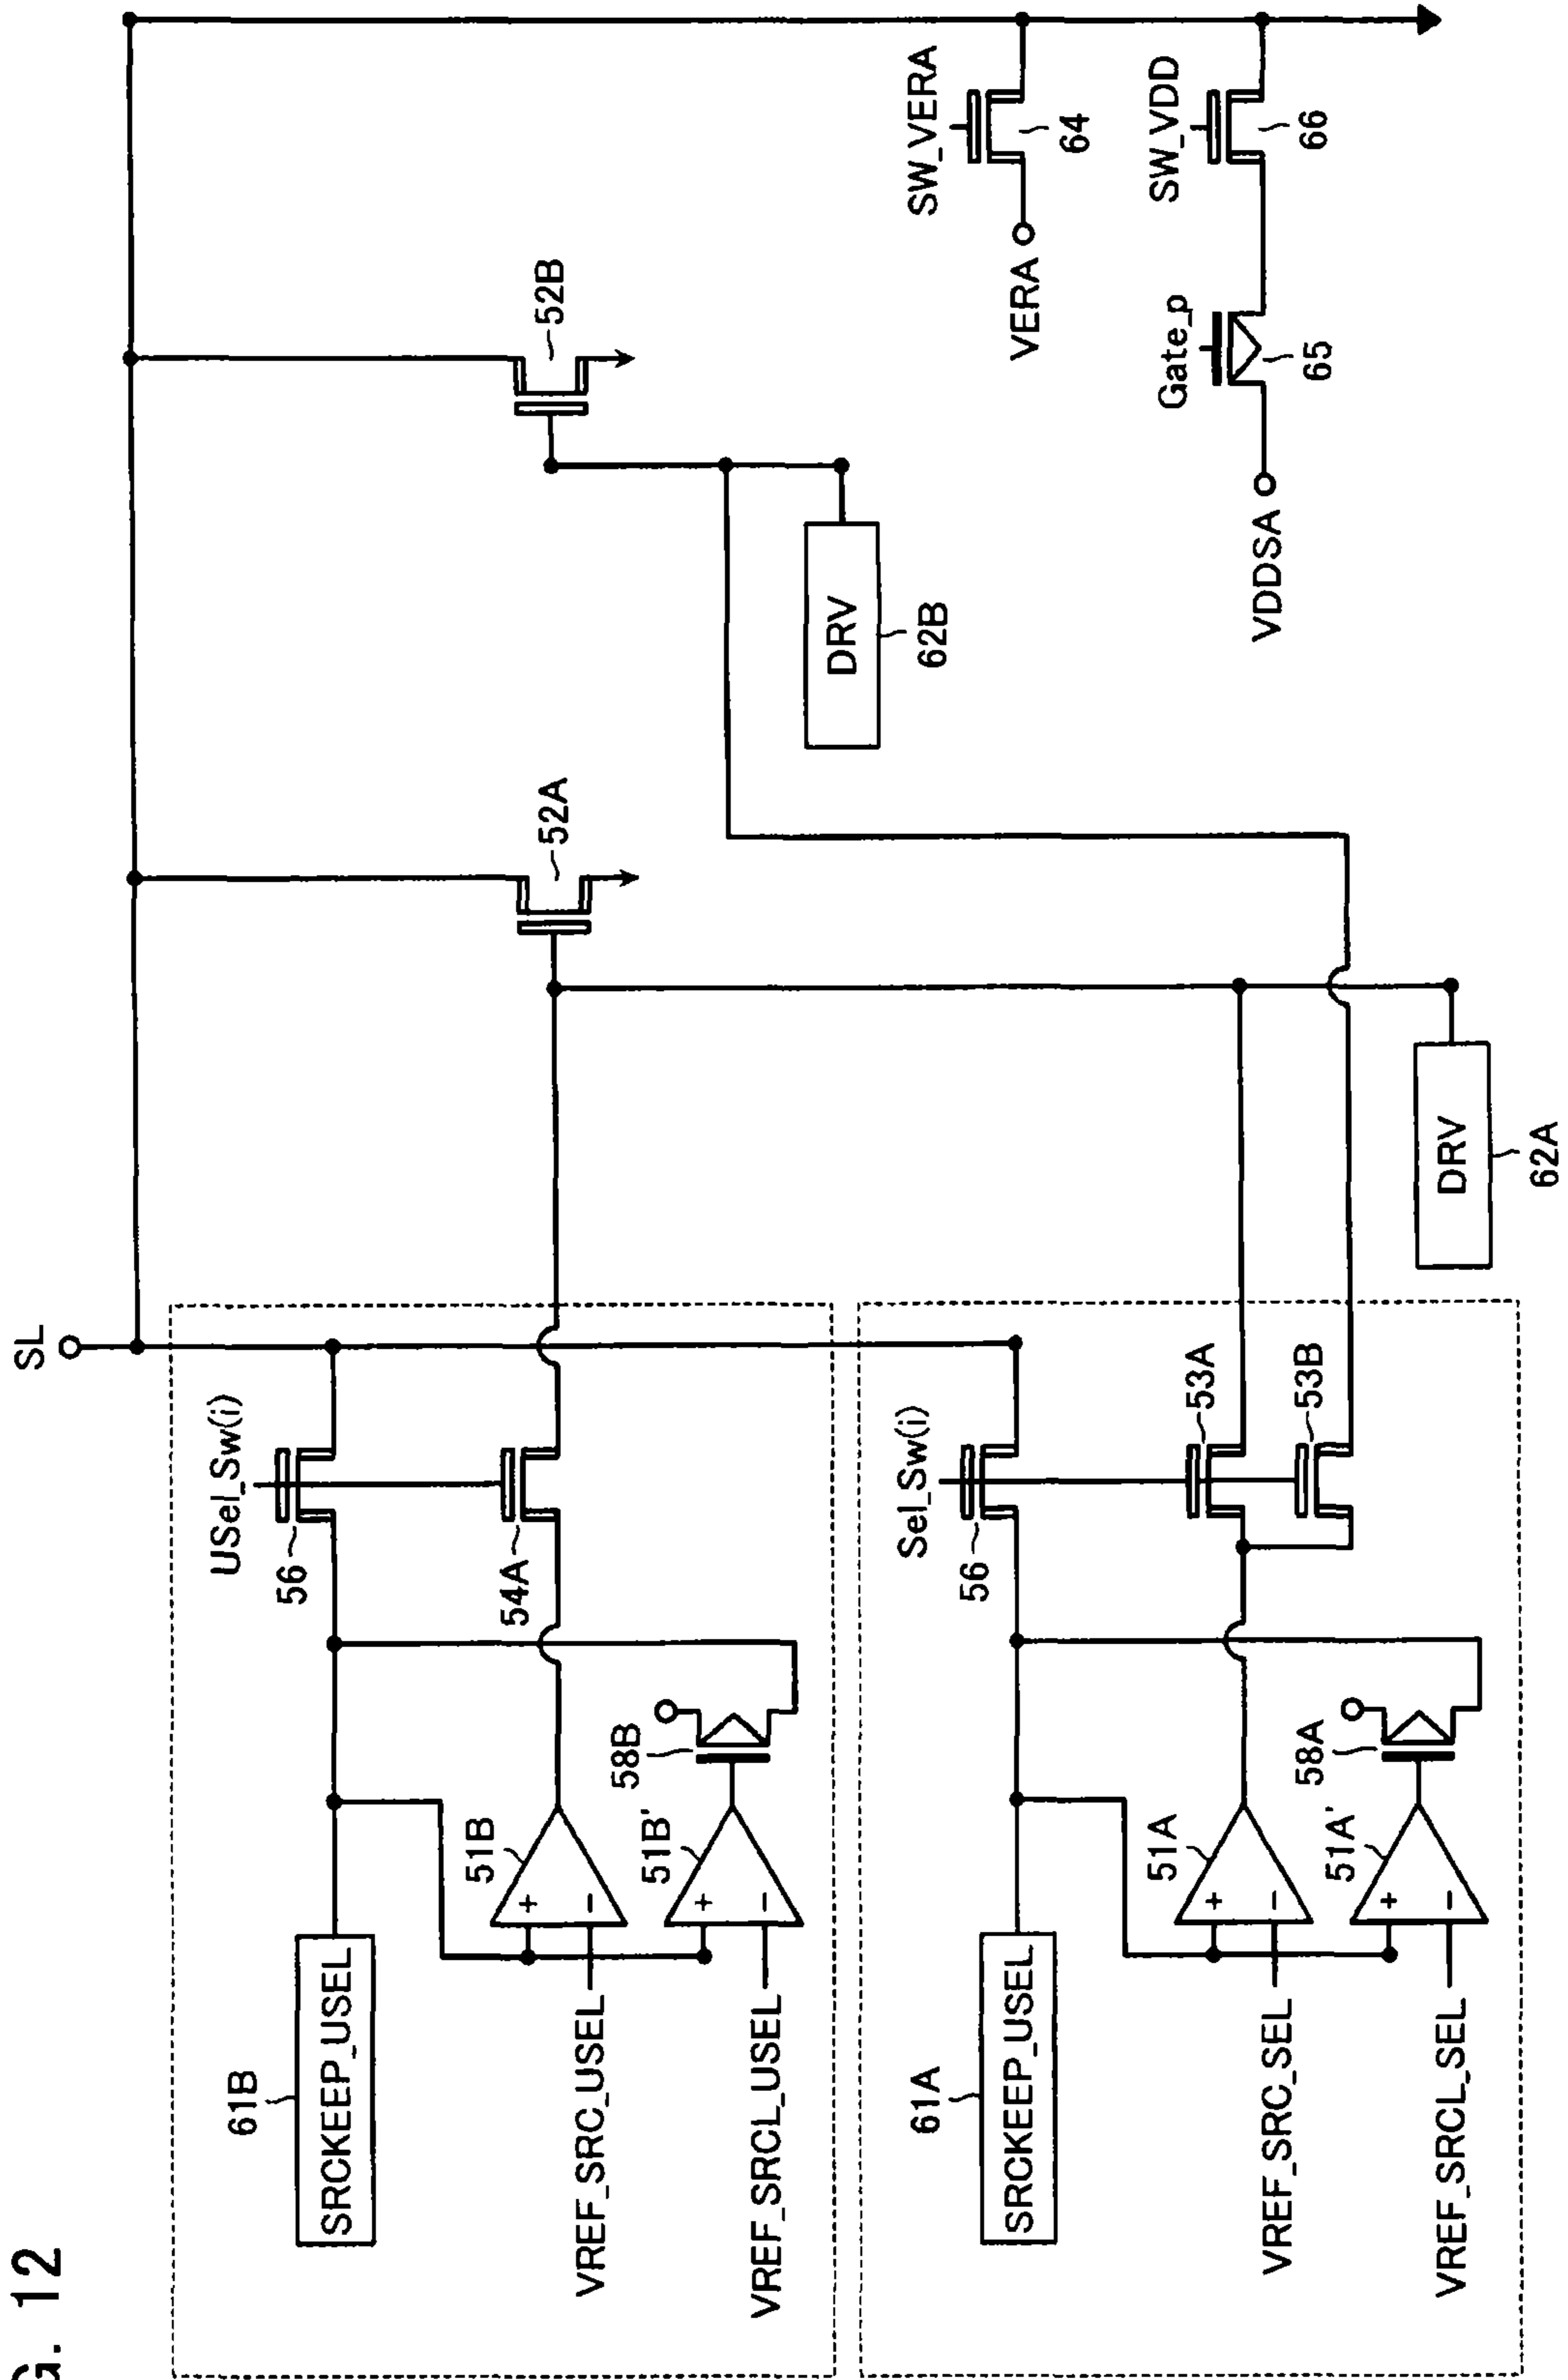 G. 12
SL
USel_Sw(i)
56
54A
61B
SRCKEEP_USEL
51B
+
-
51B'
+
-
58B
VREF_SRC_USEL
VREF_SRCL_USEL
Sel_Sw(i)
56
53A
53B
61A
SRCKEEP_USEL
51A
+
-
51A'
+
-
58A
VREF_SRC_SEL
VREF_SRCL_SEL
52A
52B
DRV
62B
DRV
62A
SW_VERA
64
VERA
SW_VDD
66
Gate_p
65
VDDSA